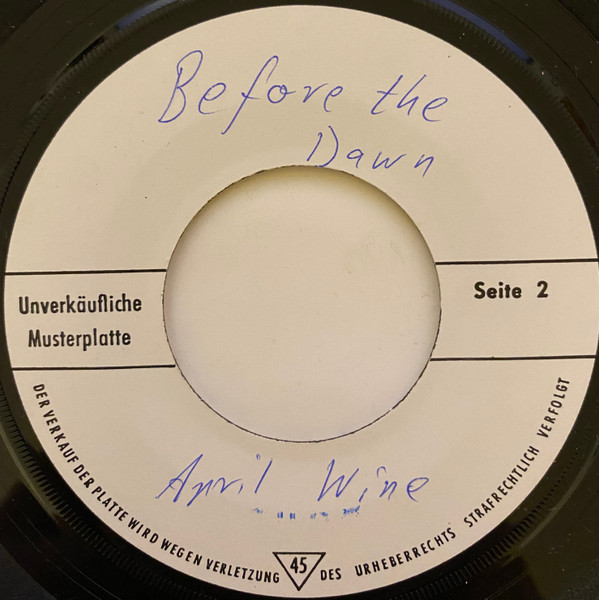 Before the
Dawn
Unverkäufliche
Musterplatte
Seite 2
April Wine
DER VERKAUF DER PLATTE WIRD WEGEN VERLETZUNG DES URHEBERRECHTS STRAFRECHTLICH VERFOLGT
45